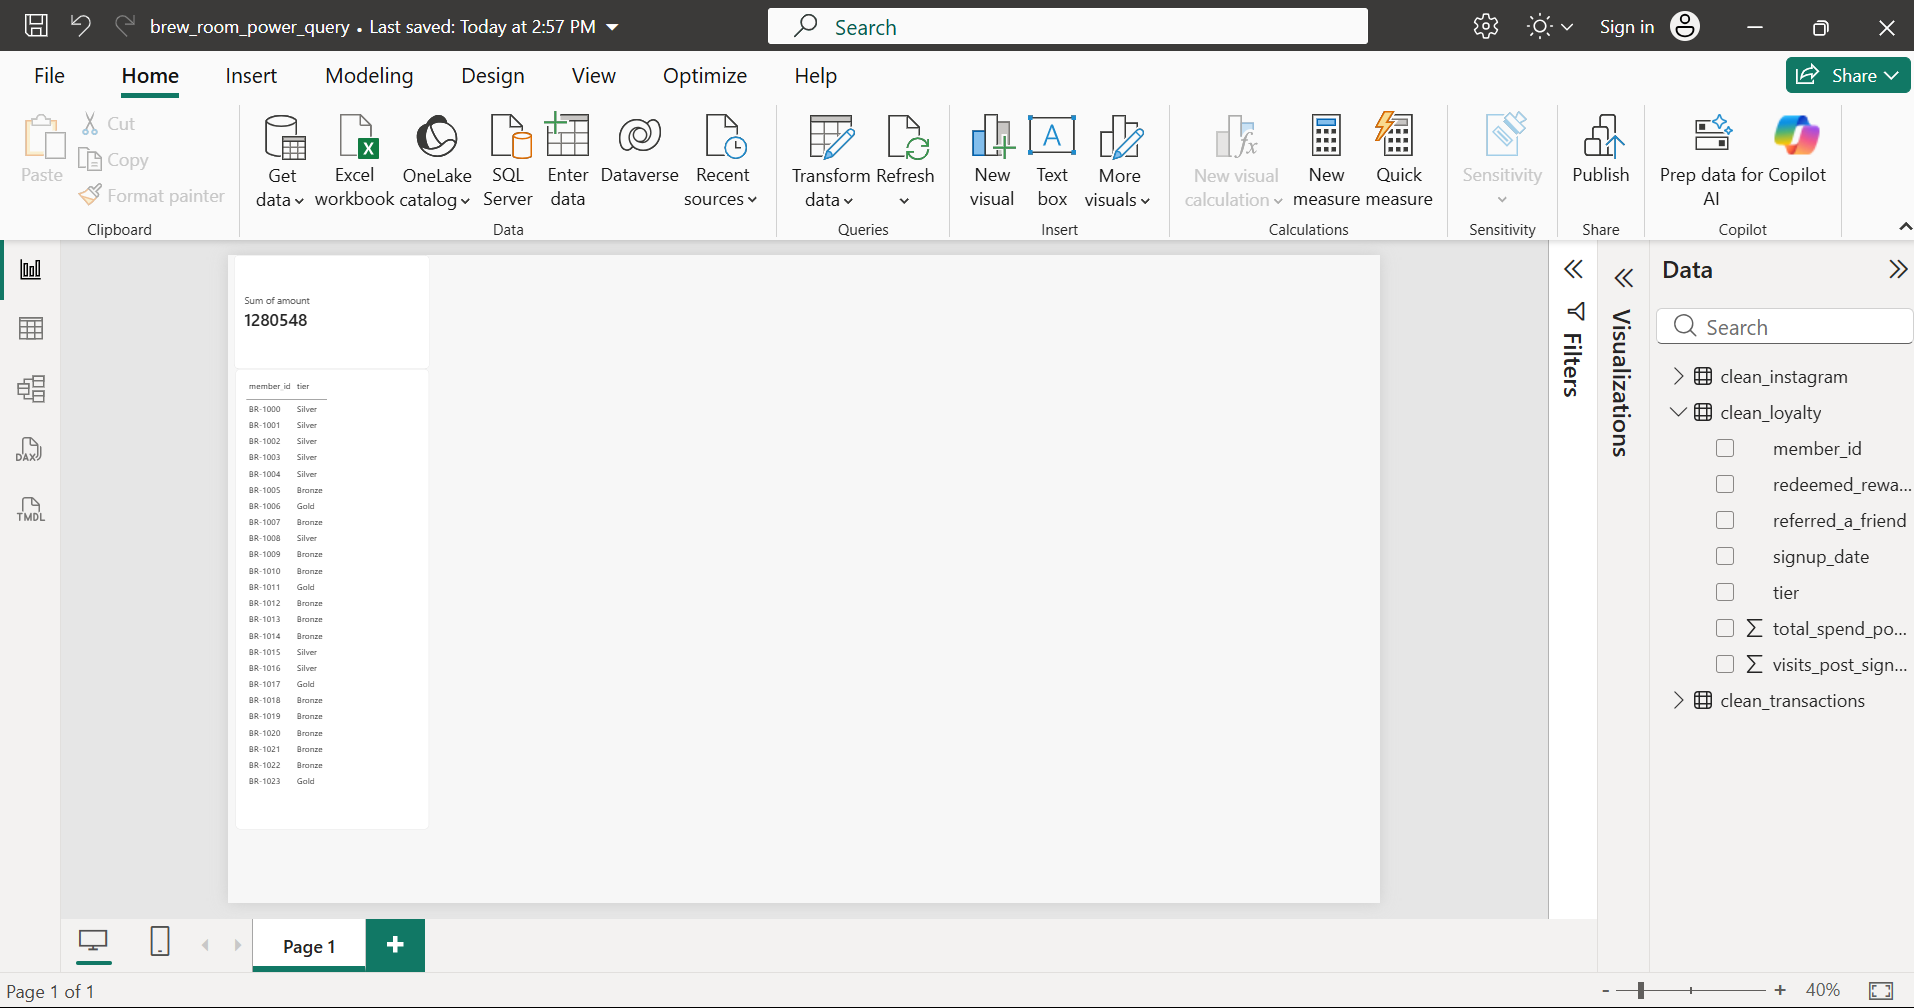 brew_room_power_query • Last saved: Today at 2:57 PM
Search
Sign in
File
Home
Insert
Modeling
Design
View
Optimize
Help
Share
Paste
Cut
Copy
Format painter
Clipboard
Get data
Excel workbook
OneLake catalog
SQL Server
Enter data
Dataverse
Recent sources
Data
Transform data
Refresh
Queries
New visual
Text box
More visuals
Insert
New visual calculation
New measure
Quick measure
Calculations
Sensitivity
Sensitivity
Publish
Share
Prep data for AI
Copilot
Copilot
DAX
TMDL
Sum of amount
1280548
member_id tier
BR-1000 Silver
BR-1001 Silver
BR-1002 Silver
BR-1003 Silver
BR-1004 Silver
BR-1005 Bronze
BR-1006 Gold
BR-1007 Bronze
BR-1008 Silver
BR-1009 Bronze
BR-1010 Bronze
BR-1011 Gold
BR-1012 Bronze
BR-1013 Bronze
BR-1014 Bronze
BR-1015 Silver
BR-1016 Silver
BR-1017 Gold
BR-1018 Bronze
BR-1019 Bronze
BR-1020 Bronze
BR-1021 Bronze
BR-1022 Bronze
BR-1023 Gold
Filters
Visualizations
Data
Search
clean_instagram
clean_loyalty
member_id
redeemed_rewa...
referred_a_friend
signup_date
tier
total_spend_po...
visits_post_sign...
clean_transactions
Page 1
Page 1 of 1
40%